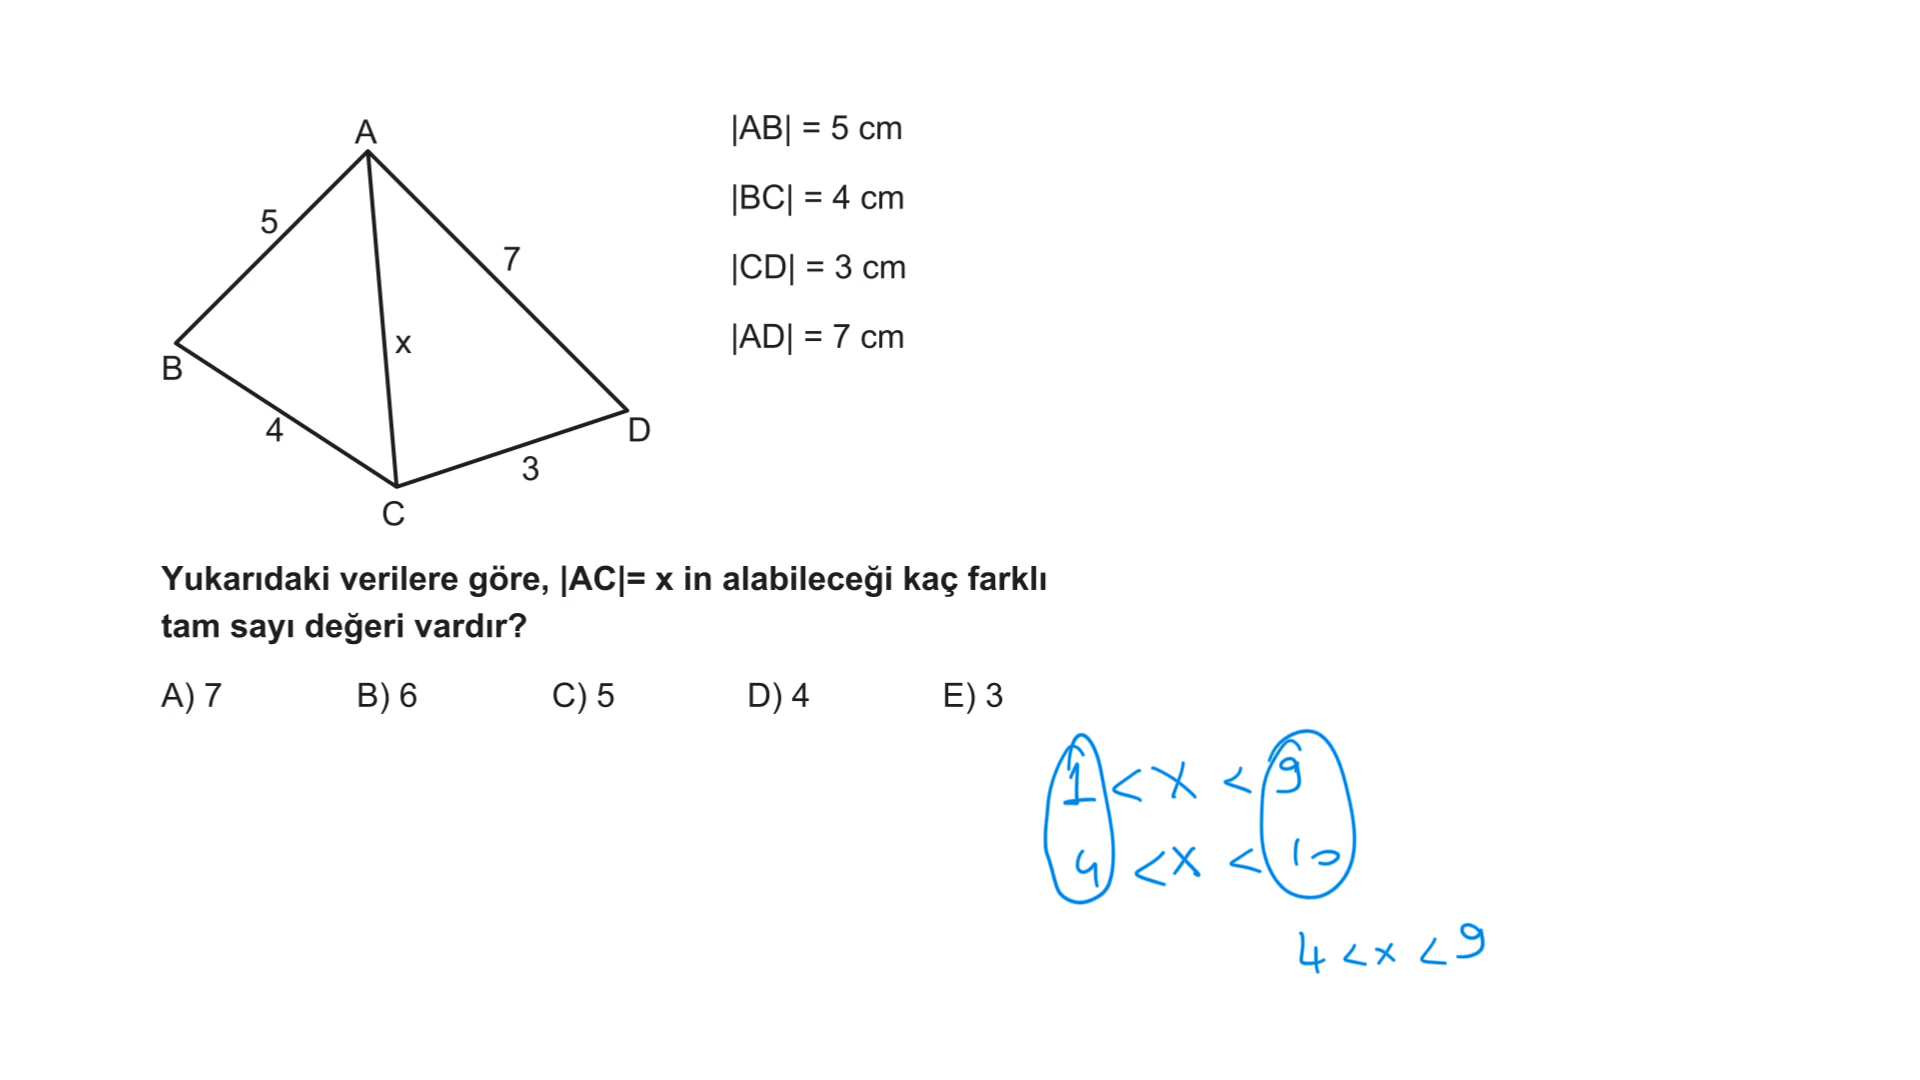 A
5
7
x
B
4
D
3
C
|AB| = 5 cm
|BC| = 4 cm
|CD| = 3 cm
|AD| = 7 cm
Yukarıdaki verilere göre, |AC|= x in alabileceği kaç farklı
tam sayı değeri vardır?
A) 7 B) 6 C) 5 D) 4 E) 3
1 < x < 9
4 < x < 10
4 < x < 9